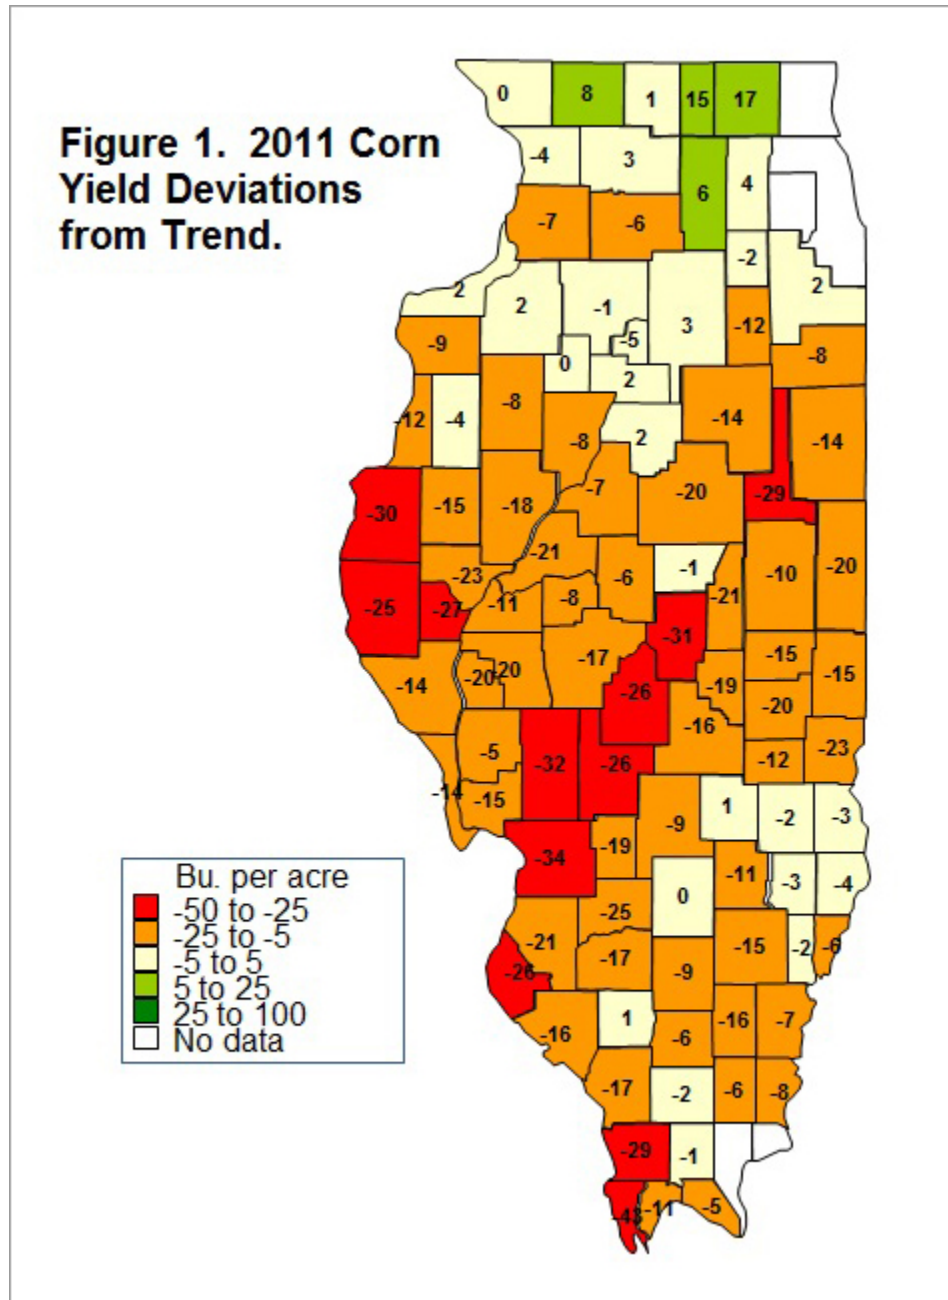 Figure 1. 2011 Corn
Yield Deviations
from Trend.
0 8 1 15 17
-4 3 6 4
-7 -6
-2
2 2 -1 3 2
-5
-12
-9 0 -8
2
-12 -4 -8 -14 -14
-8 2
-7 -20 -29
-30 -15 -18
-21 -1 -20
-23 -6 -10
-25 -27 -11 -8 -21
-31
-17 -15
-14 -20 -20 -26 -19 -15
-20
-16
-5 -32 -26 -12 -23
-14 -15 1 -2 -3
-9
-34 -19
-11 -3 -4
0
-25
-21 -17 -15 -2 -6
-26 -9
-16 1 -16 -7
-6
-17 -2 -6 -8
-29 -1
-43 -11 -5
Bu. per acre
-50 to -25
-25 to -5
-5 to 5
5 to 25
25 to 100
No data